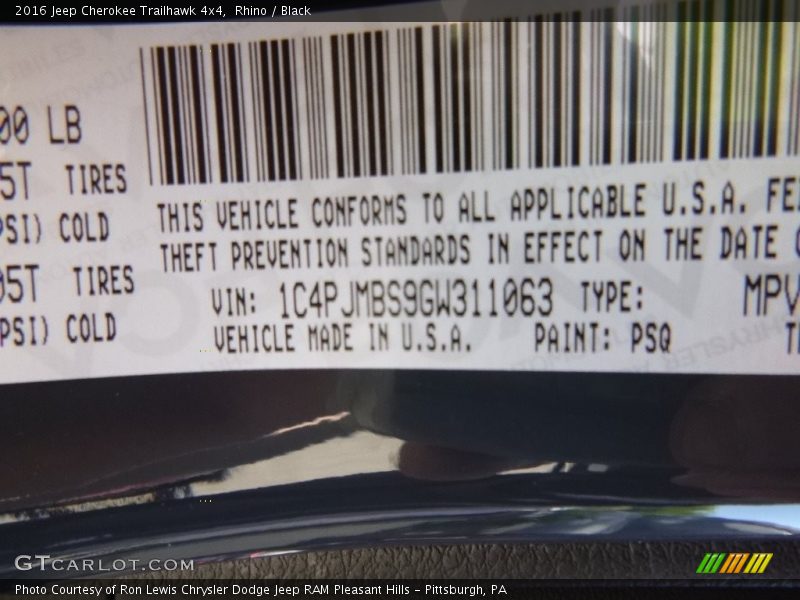 2016 Jeep Cherokee Trailhawk 4x4, Rhino / Black
00 LB
5T TIRES
PSI) COLD
05T TIRES
PSI) COLD
THIS VEHICLE CONFORMS TO ALL APPLICABLE U.S.A. FE
THEFT PREVENTION STANDARDS IN EFFECT ON THE DATE
VIN: 1C4PJMBS9GW311063 TYPE: MPV
VEHICLE MADE IN U.S.A. PAINT: PSQ
GTCARLOT.COM
Photo Courtesy of Ron Lewis Chrysler Dodge Jeep RAM Pleasant Hills - Pittsburgh, PA